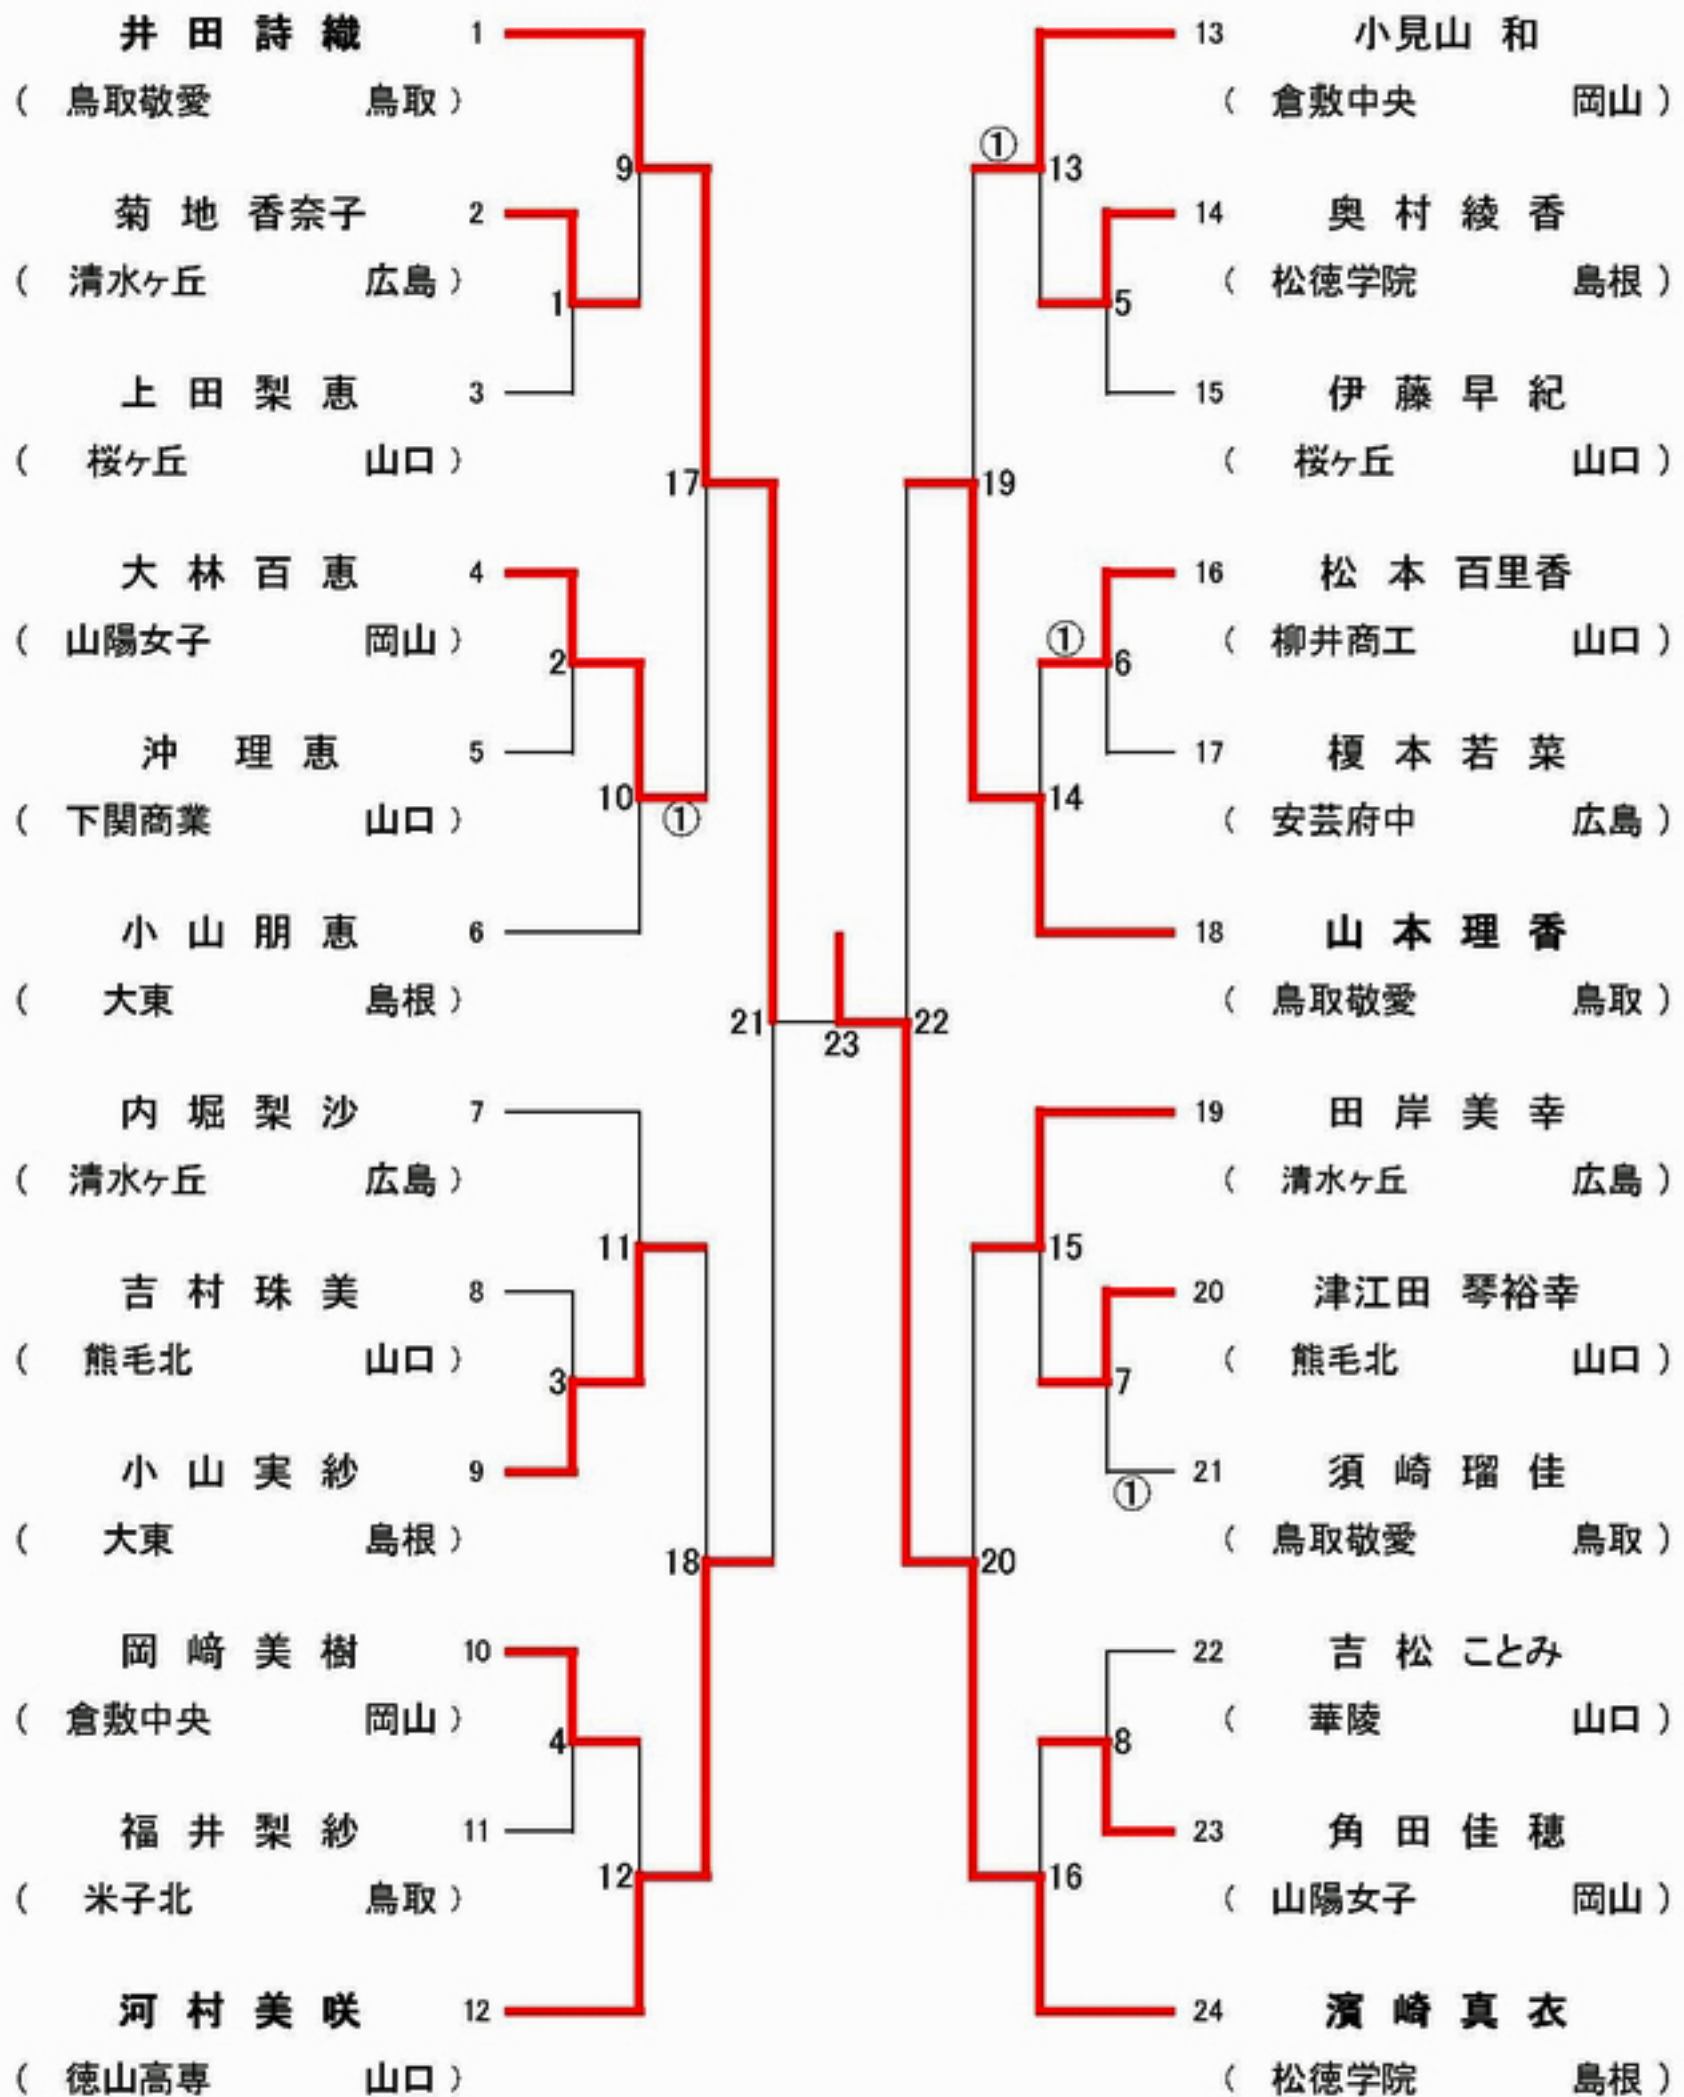 井田詩織 1
( 鳥取敬愛 鳥取 )
菊地 香奈子 2
( 清水ヶ丘 広島 )
上田梨恵 3
( 桜ヶ丘 山口 )
大林百恵 4
( 山陽女子 岡山 )
沖 理恵 5
( 下関商業 山口 )
小山朋恵 6
( 大東 島根 )
内堀梨沙 7
( 清水ヶ丘 広島 )
吉村珠美 8
( 熊毛北 山口 )
小山実紗 9
( 大東 島根 )
岡﨑美樹 10
( 倉敷中央 岡山 )
福井梨紗 11
( 米子北 鳥取 )
河村美咲 12
( 徳山高専 山口 )
9
1
17
2
10
①
21
11
3
18
4
12
23
①
13
5
19
①
6
14
22
15
7
①
20
8
16
13 小見山 和
( 倉敷中央 岡山 )
14 奥村綾香
( 松徳学院 島根 )
15 伊藤早紀
( 桜ヶ丘 山口 )
16 松本 百里香
( 柳井商工 山口 )
17 榎本若菜
( 安芸府中 広島 )
18 山本理香
( 鳥取敬愛 鳥取 )
19 田岸美幸
( 清水ヶ丘 広島 )
20 津江田 琴裕幸
( 熊毛北 山口 )
21 須崎瑠佳
( 鳥取敬愛 鳥取 )
22 吉松 ことみ
( 華陵 山口 )
23 角田佳穂
( 山陽女子 岡山 )
24 濱崎真衣
( 松徳学院 島根 )